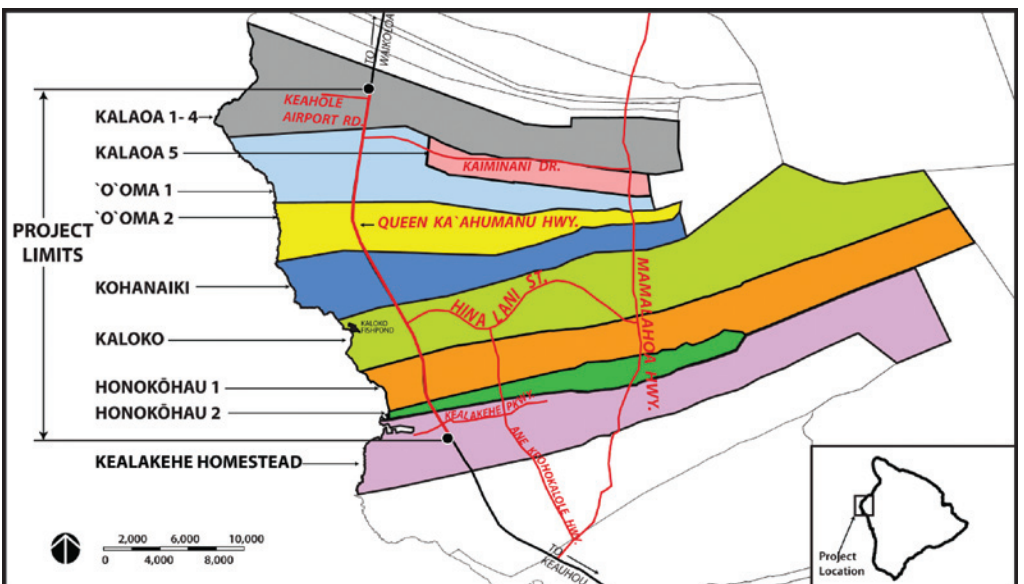 TO
WAIKOLOA
KEAHOLE
AIRPORT RD.
KALAOA 1- 4
KALAOA 5
KAIMINANI DR.
`O`OMA 1
`O`OMA 2
PROJECT
LIMITS
QUEEN KA`AHUMANU HWY.
KOHANAIKI
HINA LANI ST.
MAMALAHOA HWY.
KALOKO
FISHPOND
KALOKO
HONOKŌHAU 1
HONOKŌHAU 2
KEALAKEHE PKWY.
ANE KEOHOKALOLE HWY.
KEALAKEHE HOMESTEAD
2,000 6,000 10,000
0 4,000 8,000
TO
KEAUHOU
Project
Location